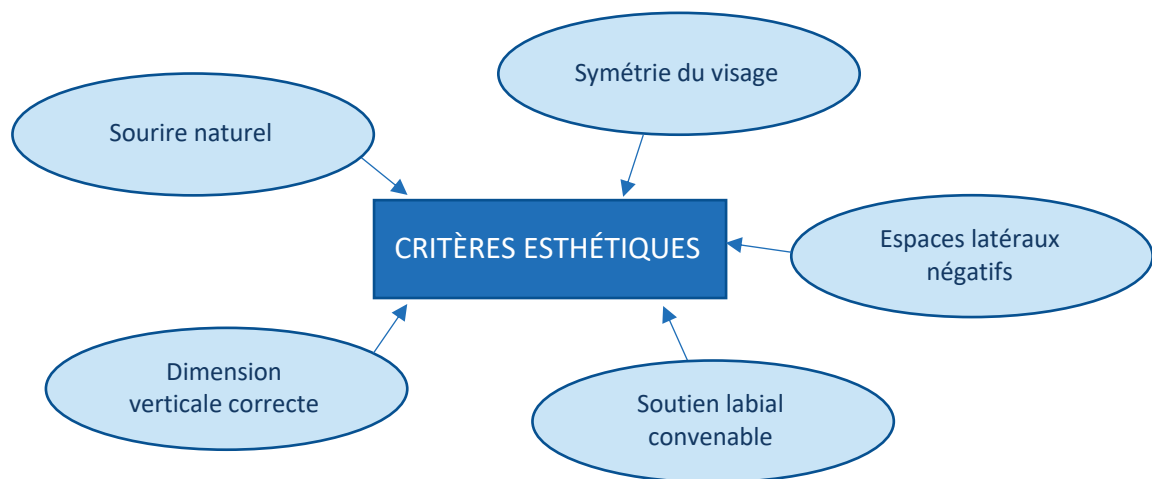 Symétrie du visage
Sourire naturel
CRITÈRES ESTHÉTIQUES
Espaces latéraux
négatifs
Dimension
verticale correcte
Soutien labial
convenable